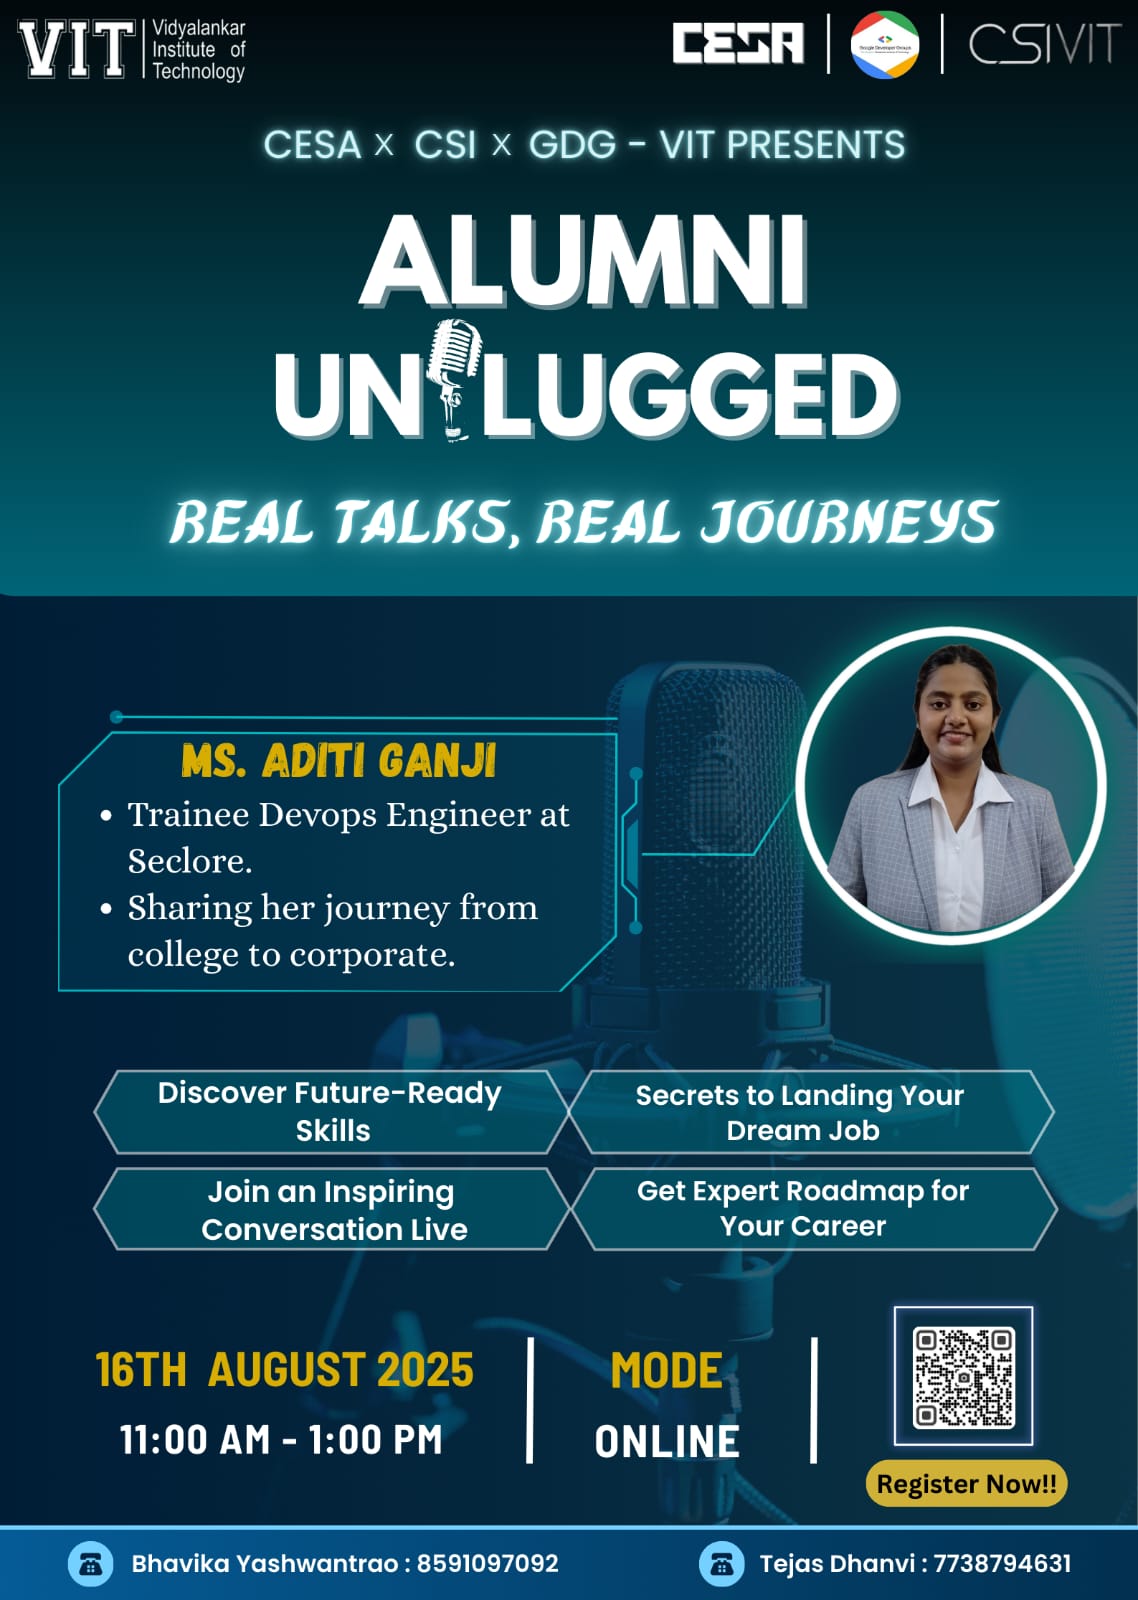 VIT
Vidyalankar
Institute of
Technology
CESA
Google Developer Groups
CSIVIT
CESA X CSI X GDG - VIT PRESENTS
ALUMNI
UNPLUGGED
REAL TALKS, REAL JOURNEYS
MS. ADITI GANJI
• Trainee Devops Engineer at
Seclore.
• Sharing her journey from
college to corporate.
Discover Future-Ready
Skills
Secrets to Landing Your
Dream Job
Join an Inspiring
Conversation Live
Get Expert Roadmap for
Your Career
16TH AUGUST 2025
11:00 AM - 1:00 PM
MODE
ONLINE
Register Now!!
Bhavika Yashwantrao : 8591097092
Tejas Dhanvi : 7738794631